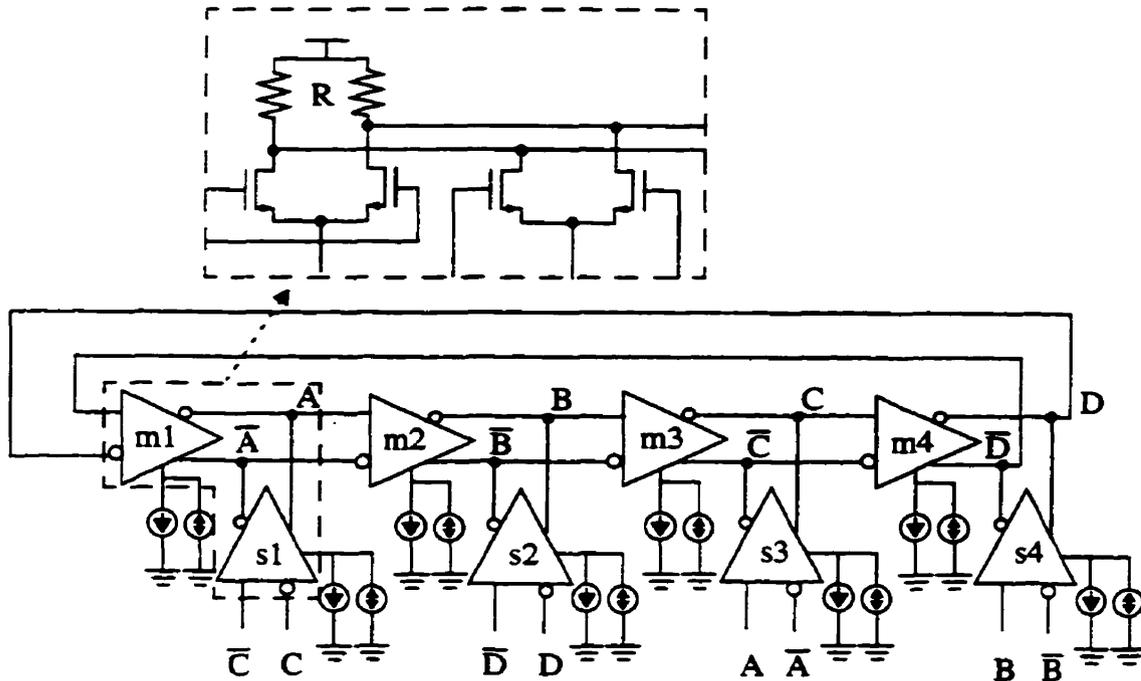 R
A B C D
m1 A̅ m2 B̅ m3 C̅ m4 D̅
s1 s2 s3 s4
C̅ C D̅ D A A̅ B B̅